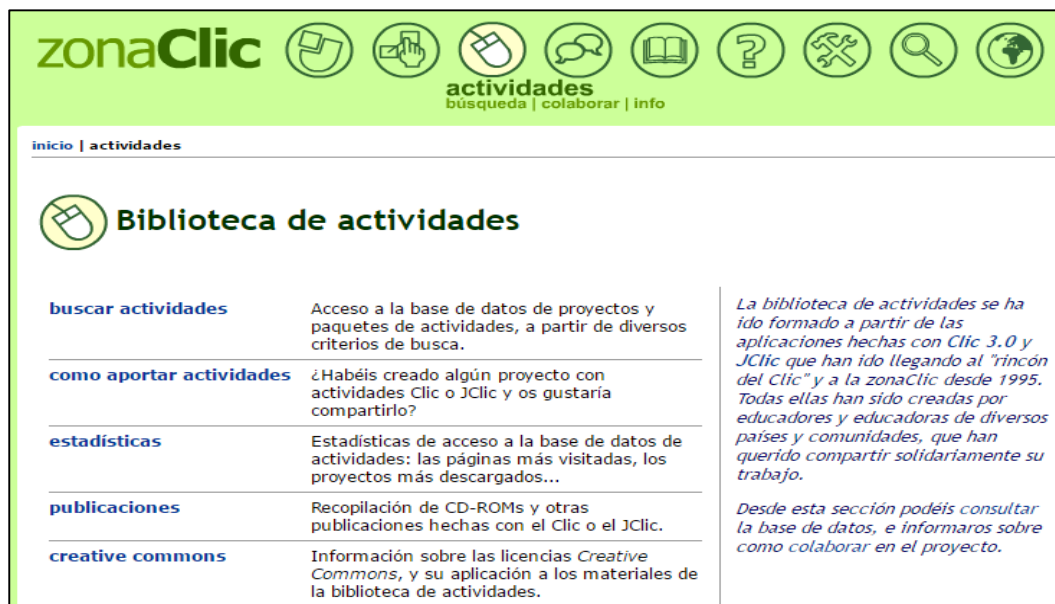 zonaClic
actividades
búsqueda | colaborar | info
inicio | actividades
Biblioteca de actividades
buscar actividades
Acceso a la base de datos de proyectos y
paquetes de actividades, a partir de diversos
criterios de busca.
como aportar actividades
¿Habéis creado algún proyecto con
actividades Clic o JClic y os gustaría
compartirlo?
estadísticas
Estadísticas de acceso a la base de datos de
actividades: las páginas más visitadas, los
proyectos más descargados...
publicaciones
Recopilación de CD-ROMs y otras
publicaciones hechas con el Clic o el JClic.
creative commons
Información sobre las licencias Creative
Commons, y su aplicación a los materiales de
la biblioteca de actividades.
La biblioteca de actividades se ha
ido formado a partir de las
aplicaciones hechas con Clic 3.0 y
JClic que han ido llegando al "rincón
del Clic" y a la zonaClic desde 1995.
Todas ellas han sido creadas por
educadores y educadoras de diversos
países y comunidades, que han
querido compartir solidariamente su
trabajo.
Desde esta sección podéis consultar
la base de datos, e informaros sobre
como colaborar en el proyecto.